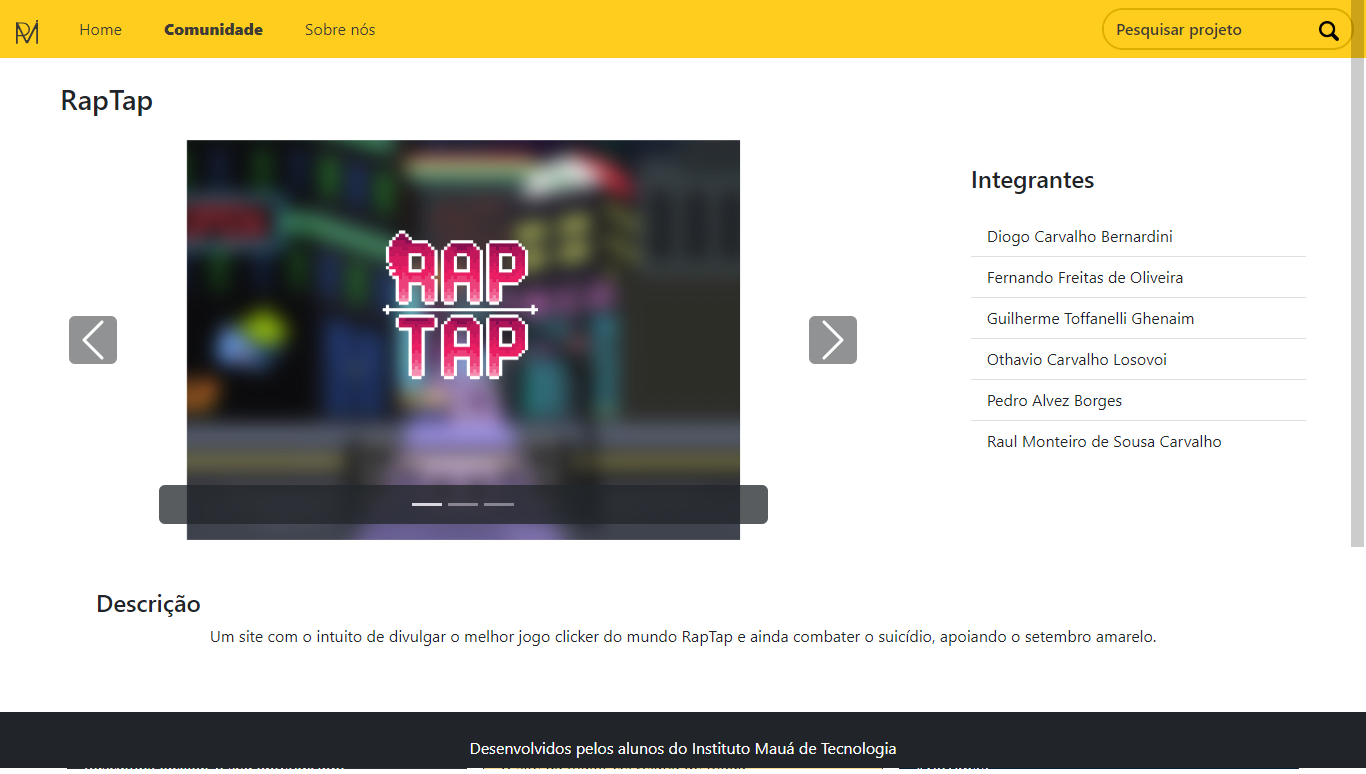 Home
Comunidade
Sobre nós
Pesquisar projeto
RapTap
RAP
TAP
Integrantes
Diogo Carvalho Bernardini
Fernando Freitas de Oliveira
Guilherme Toffanelli Ghenaim
Othavio Carvalho Losovoi
Pedro Alvez Borges
Raul Monteiro de Sousa Carvalho
Descrição
Um site com o intuito de divulgar o melhor jogo clicker do mundo RapTap e ainda combater o suicídio, apoiando o setembro amarelo.
Desenvolvidos pelos alunos do Instituto Mauá de Tecnologia